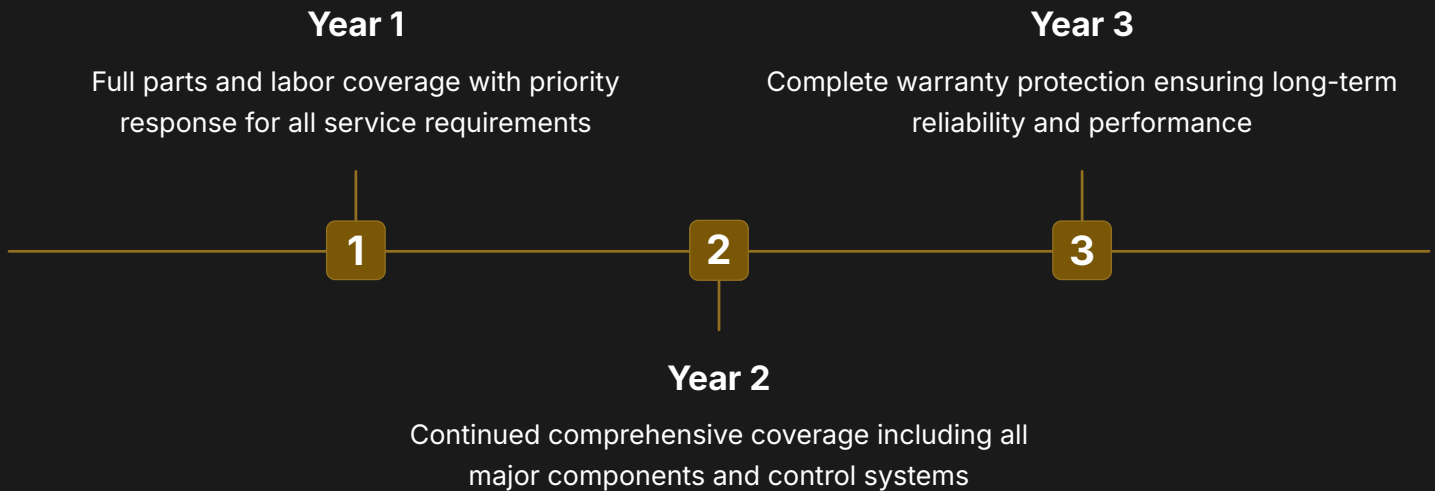 Year 1
Full parts and labor coverage with priority
response for all service requirements
Year 3
Complete warranty protection ensuring long-term
reliability and performance
1
2
3
Year 2
Continued comprehensive coverage including all
major components and control systems